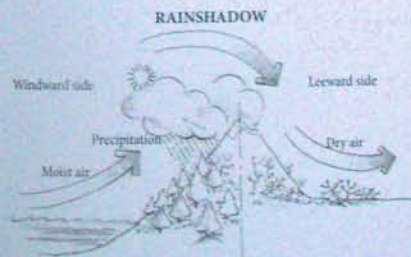 RAINSHADOW
Windward side
Leeward side
Precipitation
Dry air
Moist air